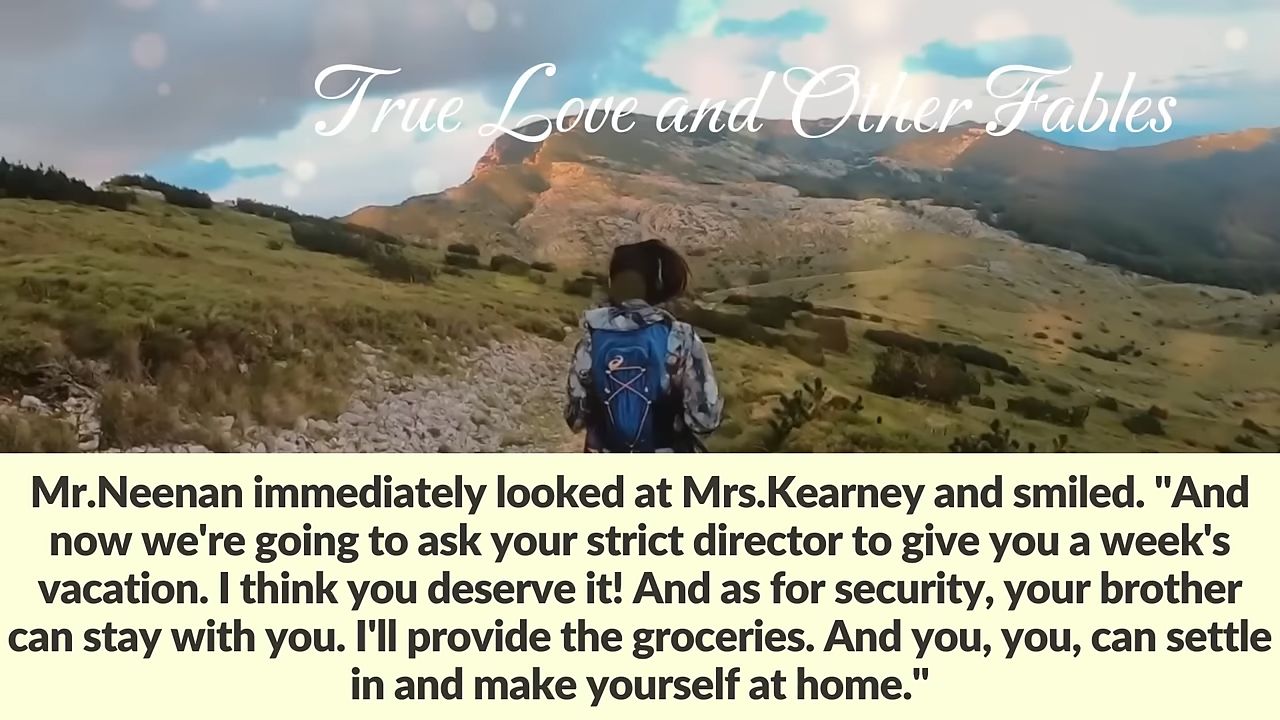 True Love and Other Fables
Mr.Neenan immediately looked at Mrs.Kearney and smiled. "And
now we're going to ask your strict director to give you a week's
vacation. I think you deserve it! And as for security, your brother
can stay with you. I'll provide the groceries. And you, you, can settle
in and make yourself at home."